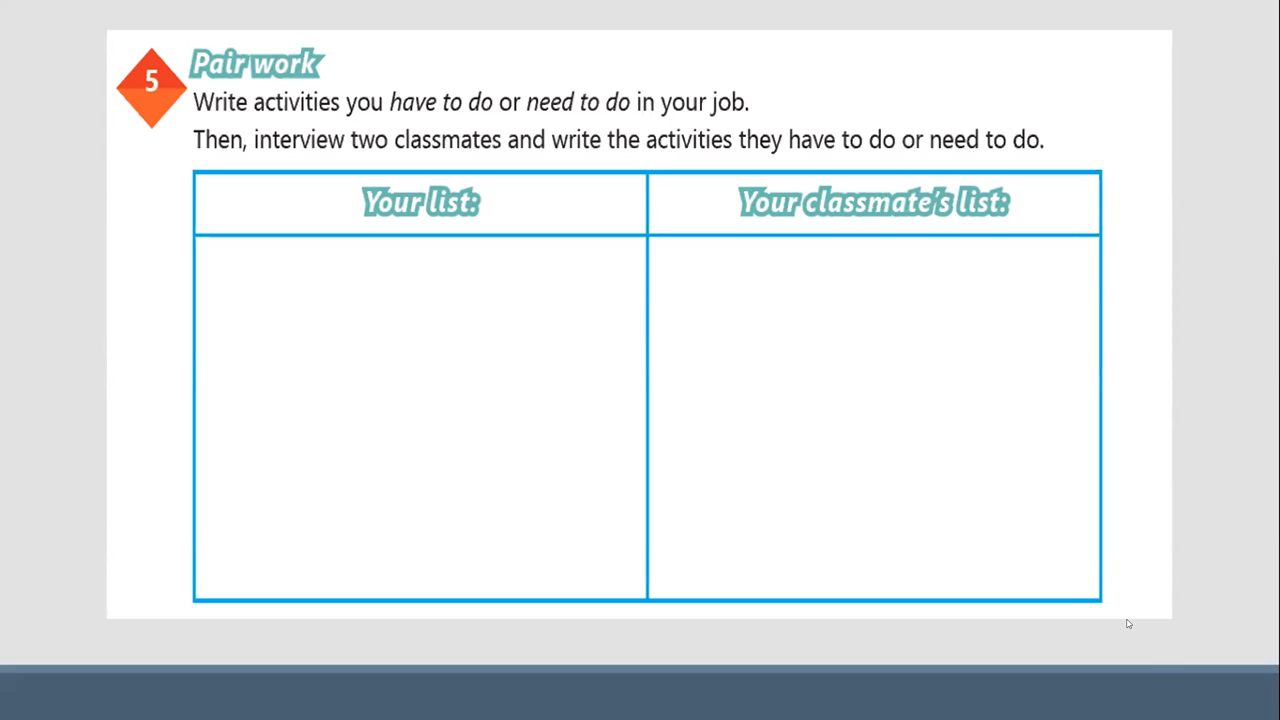 5
Pair work
Write activities you have to do or need to do in your job.
Then, interview two classmates and write the activities they have to do or need to do.
Your list:
Your classmate's list: